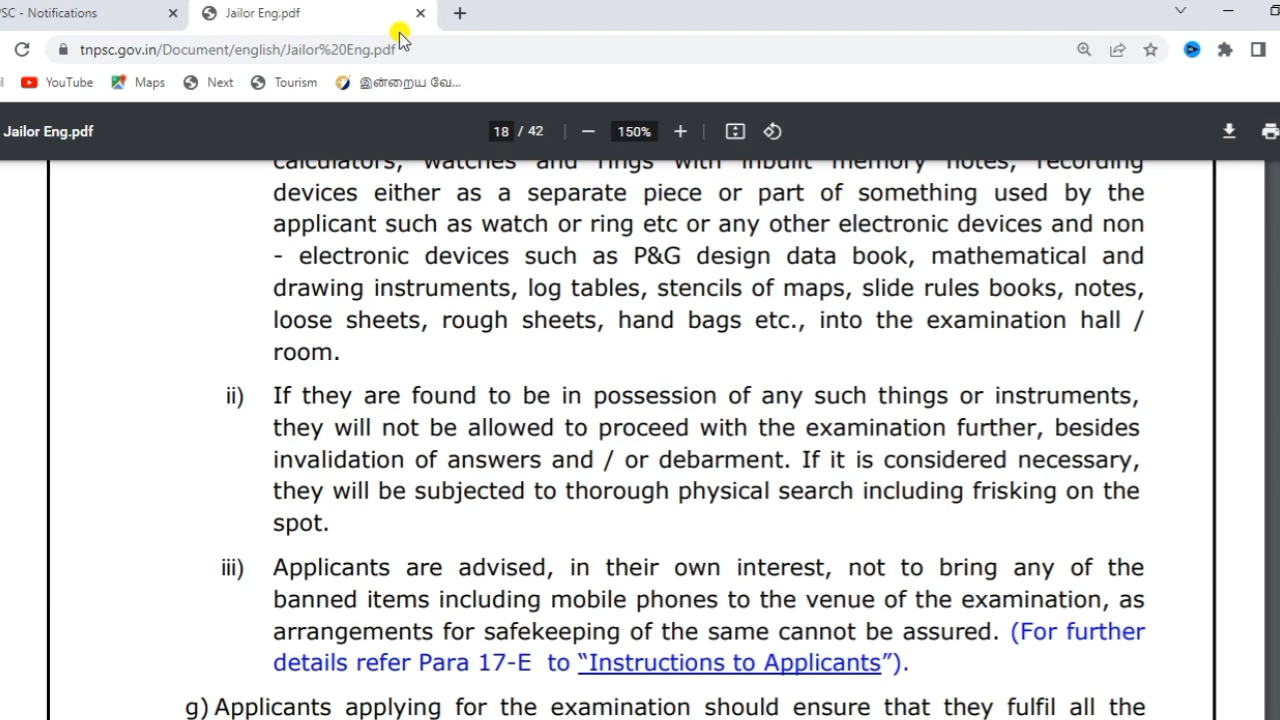 SC - Notifications
Jailor Eng.pdf
tnpsc.gov.in/Document/english/Jailor%20Eng.pdf
YouTube Maps Next Tourism இன்றைய வே...
Jailor Eng.pdf 18 / 42 150%
calculators, watches and rings with inbuilt memory notes, recording
devices either as a separate piece or part of something used by the
applicant such as watch or ring etc or any other electronic devices and non
- electronic devices such as P&G design data book, mathematical and
drawing instruments, log tables, stencils of maps, slide rules books, notes,
loose sheets, rough sheets, hand bags etc., into the examination hall /
room.
ii) If they are found to be in possession of any such things or instruments,
they will not be allowed to proceed with the examination further, besides
invalidation of answers and / or debarment. If it is considered necessary,
they will be subjected to thorough physical search including frisking on the
spot.
iii) Applicants are advised, in their own interest, not to bring any of the
banned items including mobile phones to the venue of the examination, as
arrangements for safekeeping of the same cannot be assured. (For further
details refer Para 17-E to “Instructions to Applicants”).
g) Applicants applying for the examination should ensure that they fulfil all the